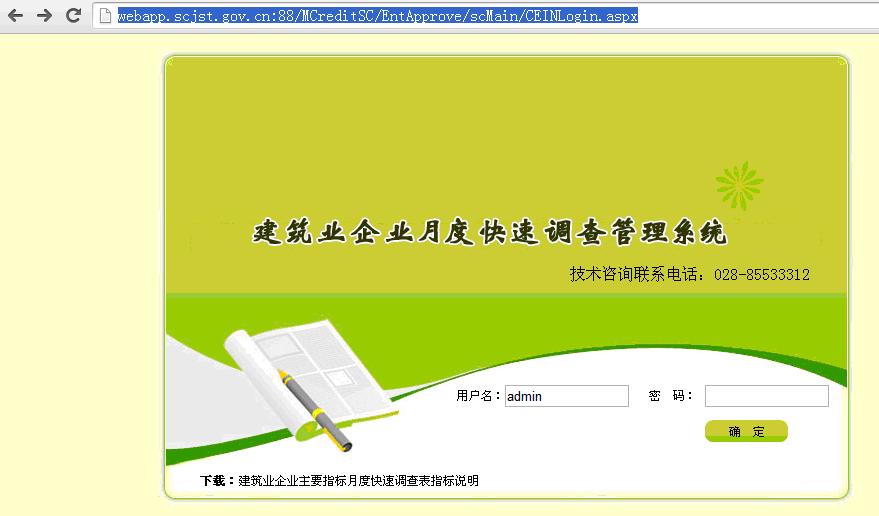 webapp.scjst.gov.cn:88/MCreditSC/EntApprove/scMain/CEINLogin.aspx
建筑业企业月度快速调查管理系统
技术咨询联系电话：028-85533312
用户名：admin 密 码：
确 定
下载：建筑业企业主要指标月度快速调查表指标说明